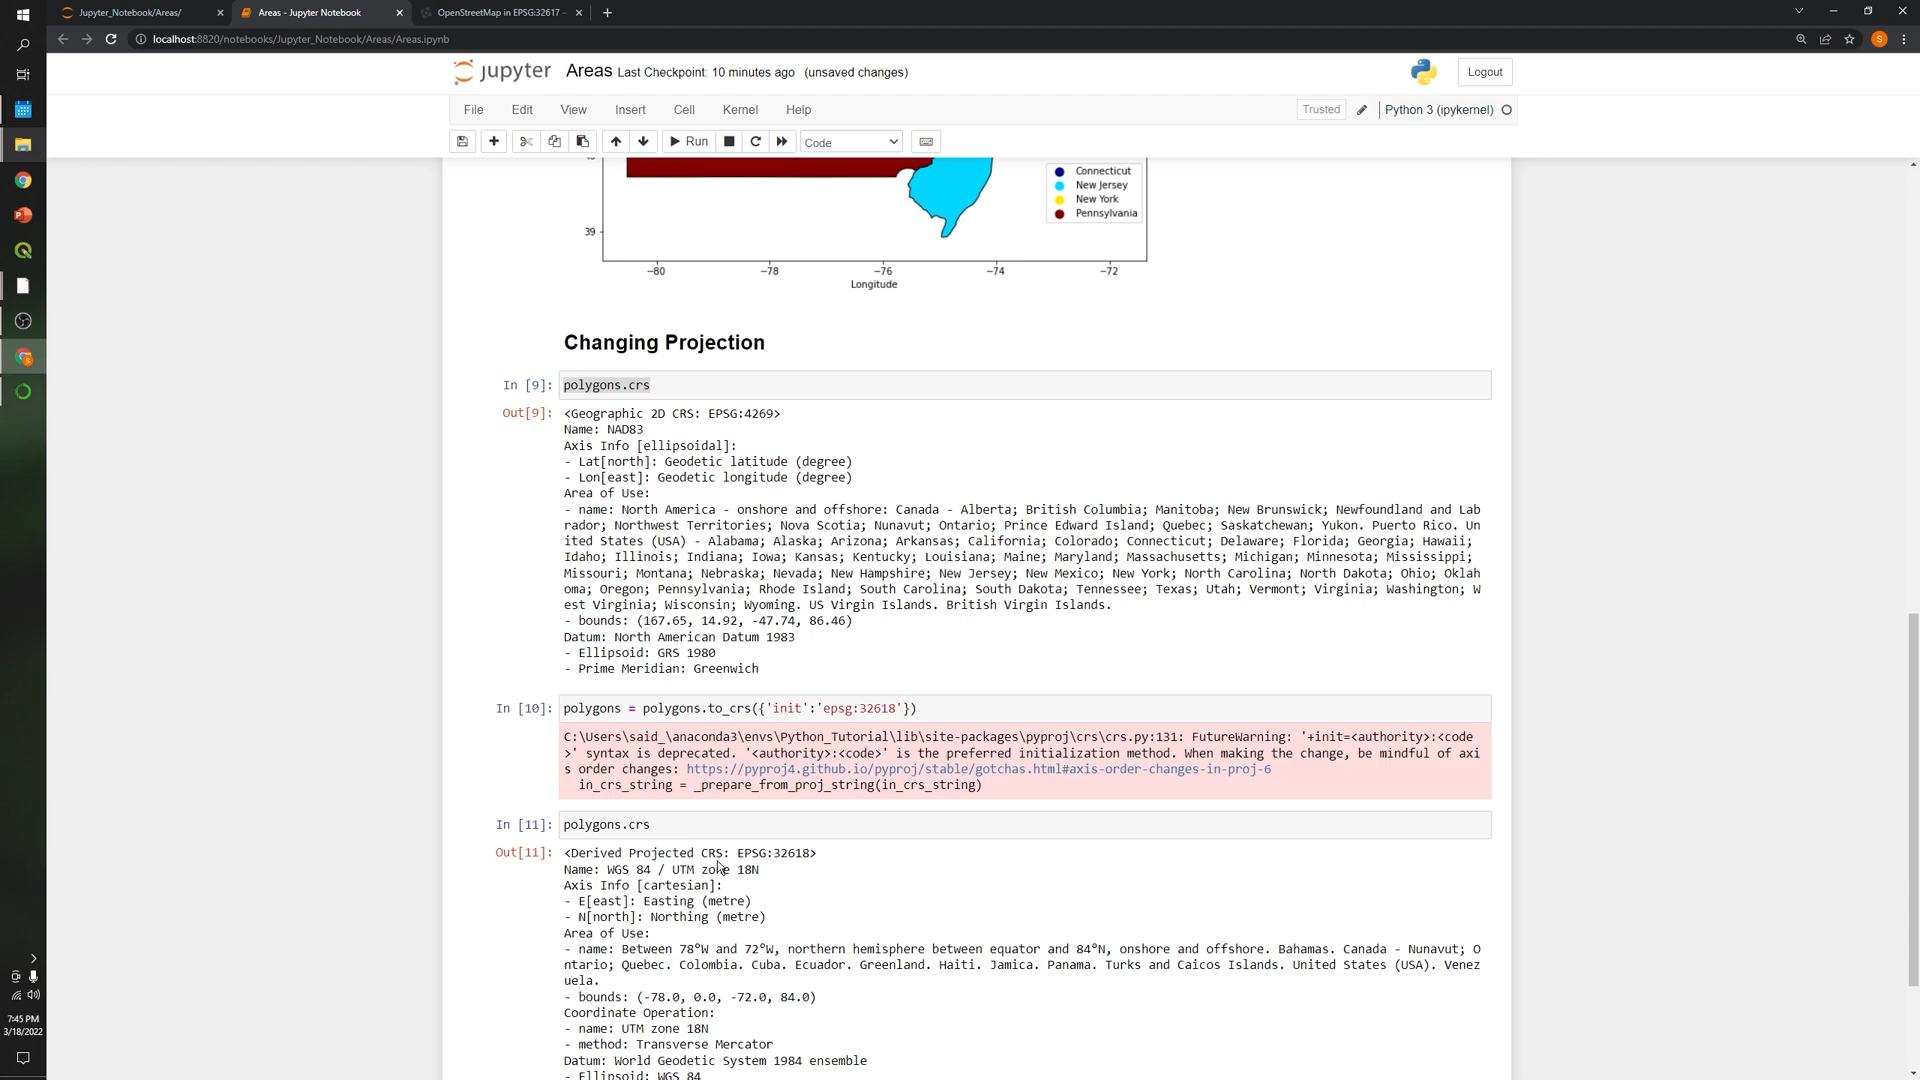 Jupyter_Notebook/Areas/
Areas - Jupyter Notebook
OpenStreetMap in EPSG:32617 -
localhost:8820/notebooks/Jupyter_Notebook/Areas/Areas.ipynb
S
jupyter Areas Last Checkpoint: 10 minutes ago (unsaved changes)
Logout
File Edit View Insert Cell Kernel Help
Trusted
Python 3 (ipykernel)
Run
Code
Connecticut
New Jersey
New York
Pennsylvania
39
−80 −78 −76 −74 −72
Longitude
Changing Projection
In [9]: polygons.crs
Out[9]: <Geographic 2D CRS: EPSG:4269>
Name: NAD83
Axis Info [ellipsoidal]:
- Lat[north]: Geodetic latitude (degree)
- Lon[east]: Geodetic longitude (degree)
Area of Use:
- name: North America - onshore and offshore: Canada - Alberta; British Columbia; Manitoba; New Brunswick; Newfoundland and Lab
rador; Northwest Territories; Nova Scotia; Nunavut; Ontario; Prince Edward Island; Quebec; Saskatchewan; Yukon. Puerto Rico. Un
ited States (USA) - Alabama; Alaska; Arizona; Arkansas; California; Colorado; Connecticut; Delaware; Florida; Georgia; Hawaii;
Idaho; Illinois; Indiana; Iowa; Kansas; Kentucky; Louisiana; Maine; Maryland; Massachusetts; Michigan; Minnesota; Mississippi;
Missouri; Montana; Nebraska; Nevada; New Hampshire; New Jersey; New Mexico; New York; North Carolina; North Dakota; Ohio; Oklah
oma; Oregon; Pennsylvania; Rhode Island; South Carolina; South Dakota; Tennessee; Texas; Utah; Vermont; Virginia; Washington; W
est Virginia; Wisconsin; Wyoming. US Virgin Islands. British Virgin Islands.
- bounds: (167.65, 14.92, -47.74, 86.46)
Datum: North American Datum 1983
- Ellipsoid: GRS 1980
- Prime Meridian: Greenwich
In [10]: polygons = polygons.to_crs({'init':'epsg:32618'})
C:\Users\said_\anaconda3\envs\Python_Tutorial\lib\site-packages\pyproj\crs\crs.py:131: FutureWarning: '+init=<authority>:<code
>' syntax is deprecated. '<authority>:<code>' is the preferred initialization method. When making the change, be mindful of axi
s order changes: https://pyproj4.github.io/pyproj/stable/gotchas.html#axis-order-changes-in-proj-6
in_crs_string = _prepare_from_proj_string(in_crs_string)
In [11]: polygons.crs
Out[11]: <Derived Projected CRS: EPSG:32618>
Name: WGS 84 / UTM zone 18N
Axis Info [cartesian]:
- E[east]: Easting (metre)
- N[north]: Northing (metre)
Area of Use:
- name: Between 78°W and 72°W, northern hemisphere between equator and 84°N, onshore and offshore. Bahamas. Canada - Nunavut; O
ntario; Quebec. Colombia. Cuba. Ecuador. Greenland. Haiti. Jamica. Panama. Turks and Caicos Islands. United States (USA). Venez
uela.
- bounds: (-78.0, 0.0, -72.0, 84.0)
Coordinate Operation:
- name: UTM zone 18N
- method: Transverse Mercator
Datum: World Geodetic System 1984 ensemble
- Ellipsoid: WGS 84
7:45 PM
3/18/2022